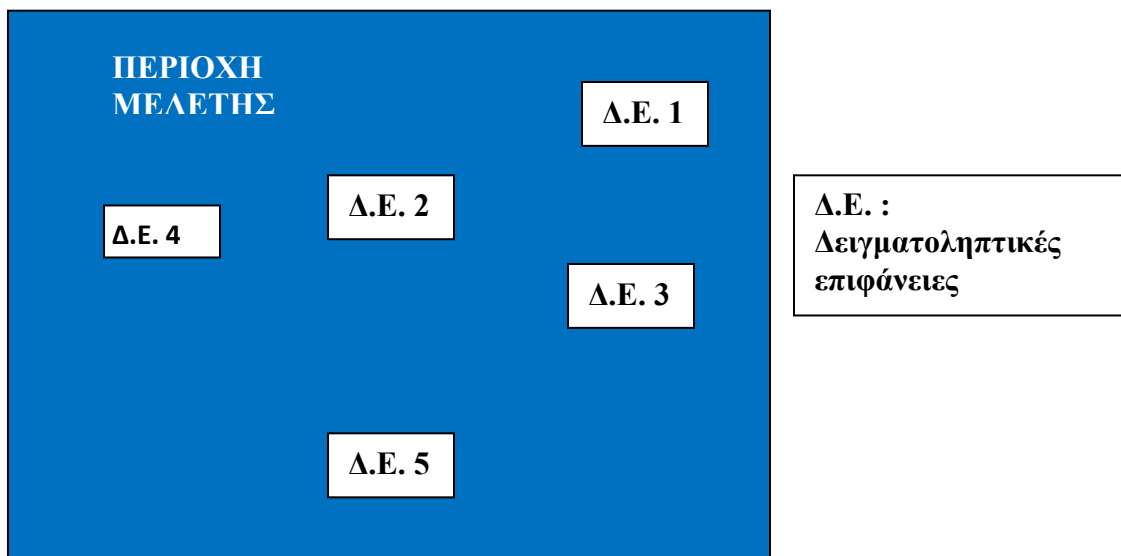 ΠΕΡΙΟΧΗ
ΜΕΛΕΤΗΣ
Δ.Ε. 1
Δ.Ε. 2
Δ.Ε. 4
Δ.Ε. 3
Δ.Ε. 5
Δ.Ε. :
Δειγματοληπτικές
επιφάνειες